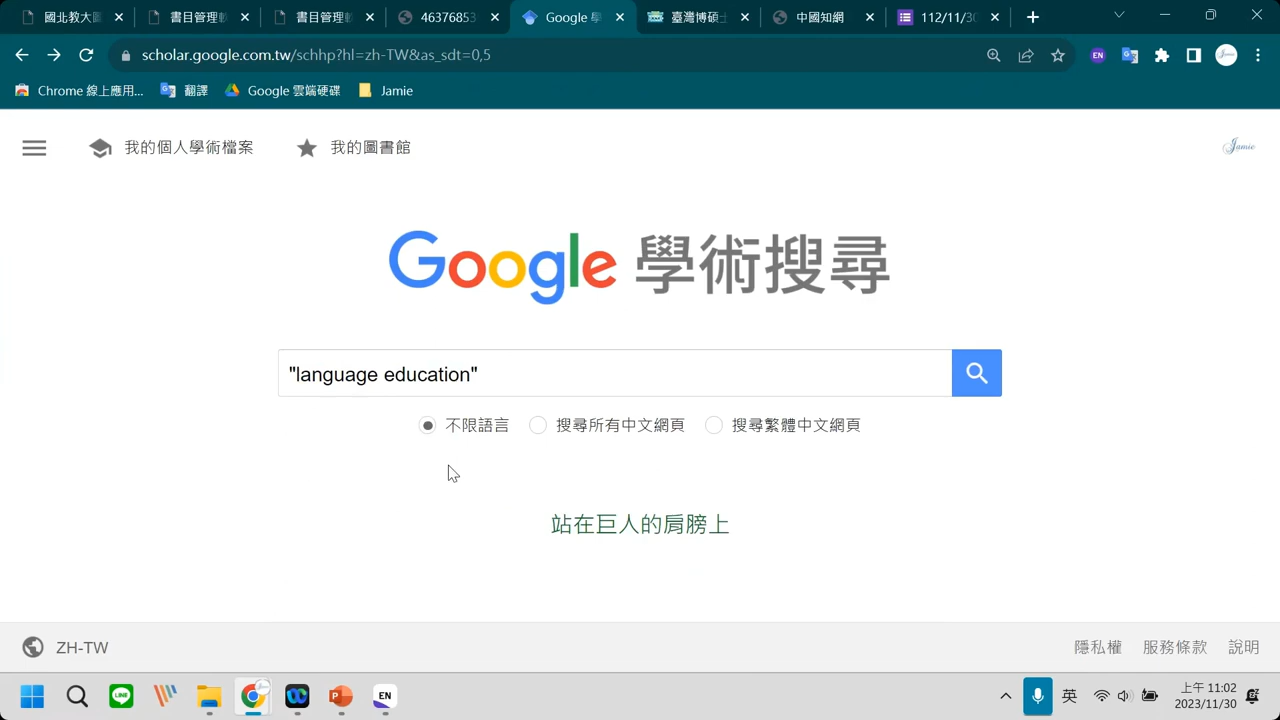 國北教大
書目管理
書目管理
46376853
Google 學
臺灣博碩士
中國知網
112/11/30
scholar.google.com.tw/schhp?hl=zh-TW&as_sdt=0,5
EN
Chrome 線上應用...
翻譯
Google 雲端硬碟
Jamie
我的個人學術檔案
我的圖書館
Jamie
Google 學術搜尋
"language education"
不限語言
搜尋所有中文網頁
搜尋繁體中文網頁
站在巨人的肩膀上
ZH-TW
隱私權
服務條款
說明
LINE
EN
英
上午 11:02
2023/11/30